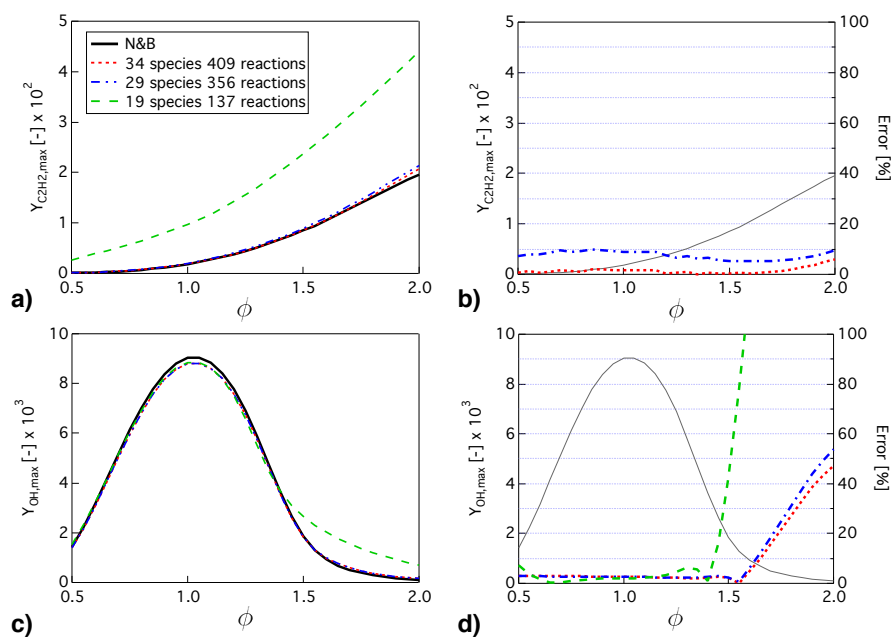 5
4
3
2
1
0
0.5
1.0
1.5
2.0
Y_C2H2,max [-] x 10^2
ϕ
N&B
34 species 409 reactions
29 species 356 reactions
19 species 137 reactions
a)
5
4
3
2
1
0
100
80
60
40
20
0
0.5
1.0
1.5
2.0
Y_C2H2,max [-] x 10^2
Error [%]
ϕ
b)
10
8
6
4
2
0
0.5
1.0
1.5
2.0
Y_OH,max [-] x 10^3
ϕ
c)
10
8
6
4
2
0
100
80
60
40
20
0
0.5
1.0
1.5
2.0
Y_OH,max [-] x 10^3
Error [%]
ϕ
d)